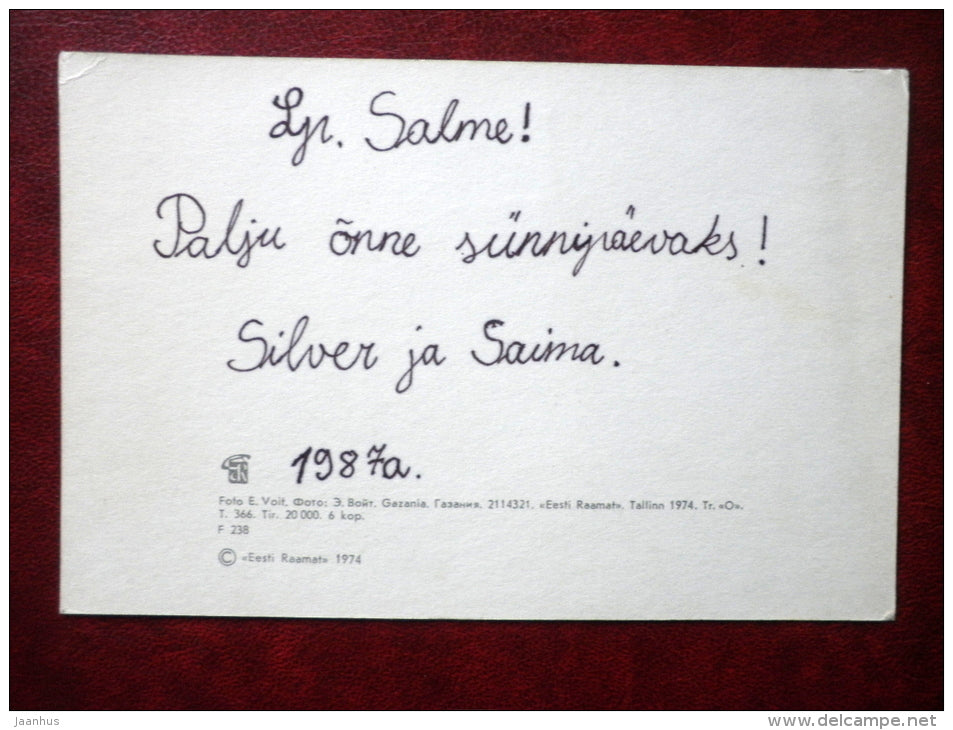 Lp. Salme!
Palju õnne sünnipäevaks!
Silver ja Saima.
1987a.
Foto E. Voit. Фото: Э. Войт. Gazania. Газания. 2114321. «Eesti Raamat». Tallinn 1974. Tr. «O».
T. 366. Tir. 20 000. 6 kop.
F 238
© «Eesti Raamat» 1974
Jaanhus
www.delcampe.net